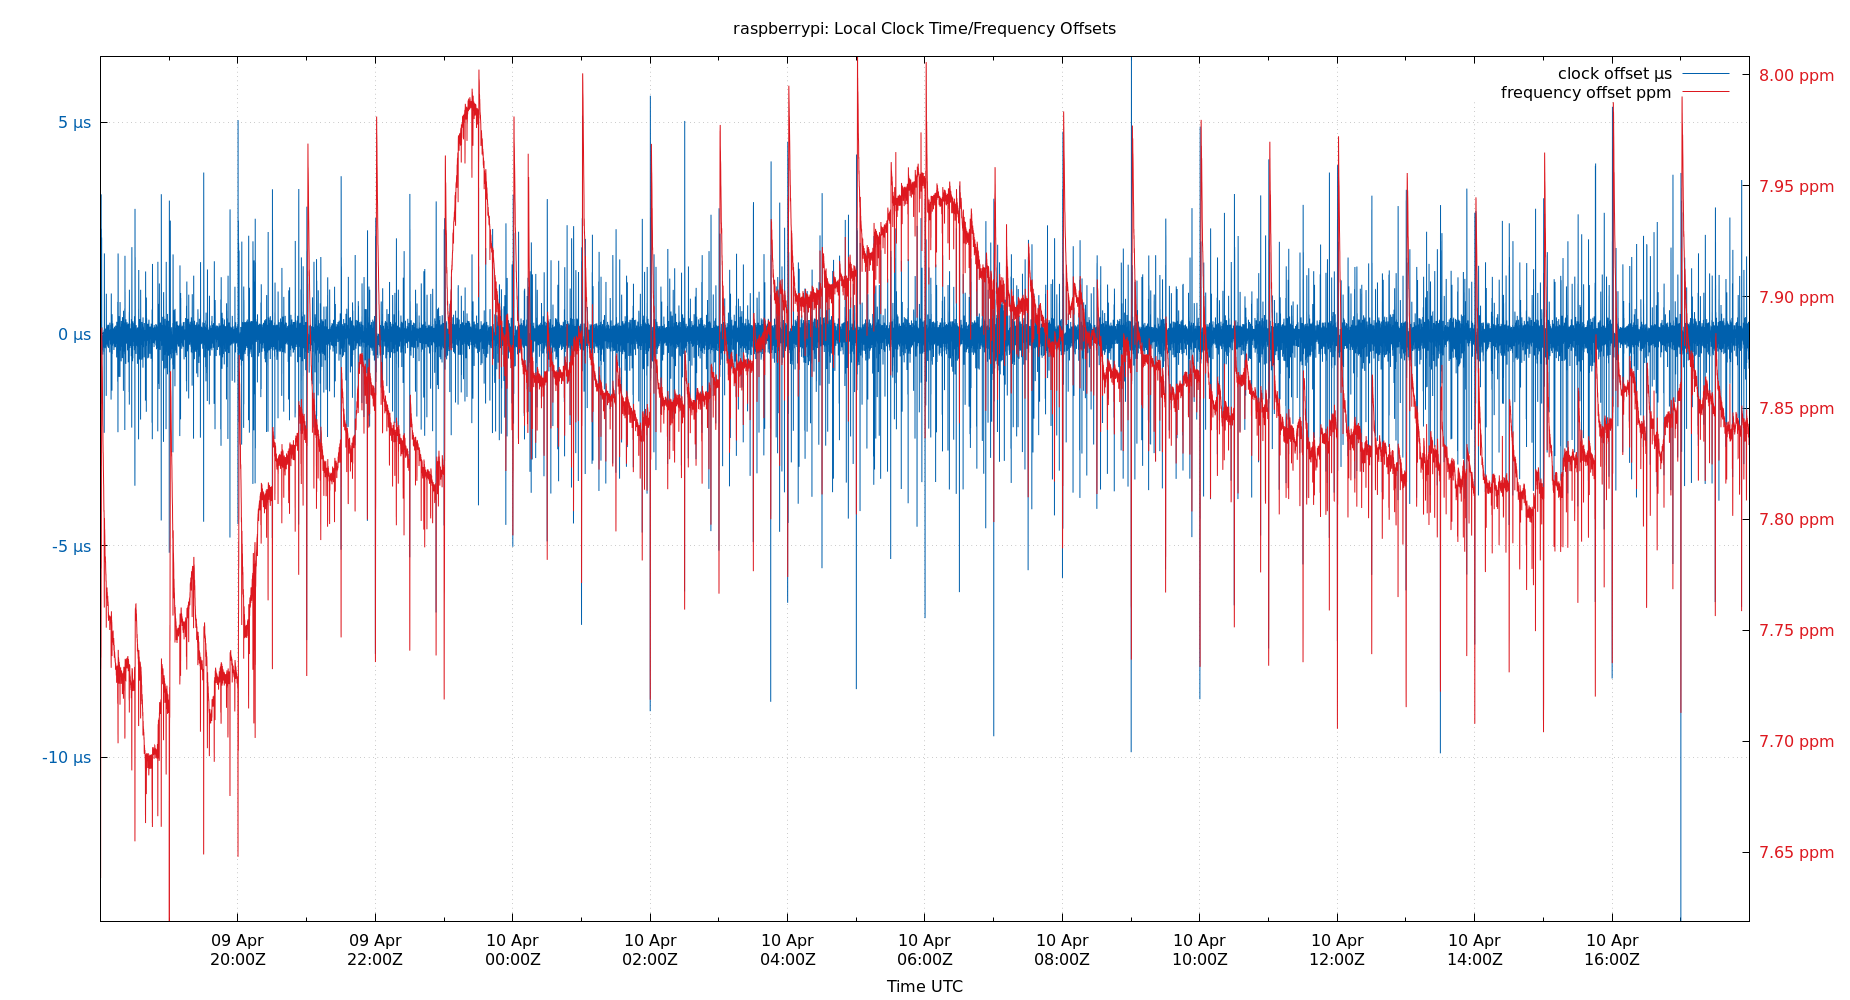 raspberrypi: Local Clock Time/Frequency Offsets
clock offset µs
frequency offset ppm
5 µs
0 µs
-5 µs
-10 µs
8.00 ppm
7.95 ppm
7.90 ppm
7.85 ppm
7.80 ppm
7.75 ppm
7.70 ppm
7.65 ppm
09 Apr
20:00Z
09 Apr
22:00Z
10 Apr
00:00Z
10 Apr
02:00Z
10 Apr
04:00Z
10 Apr
06:00Z
10 Apr
08:00Z
10 Apr
10:00Z
10 Apr
12:00Z
10 Apr
14:00Z
10 Apr
16:00Z
Time UTC